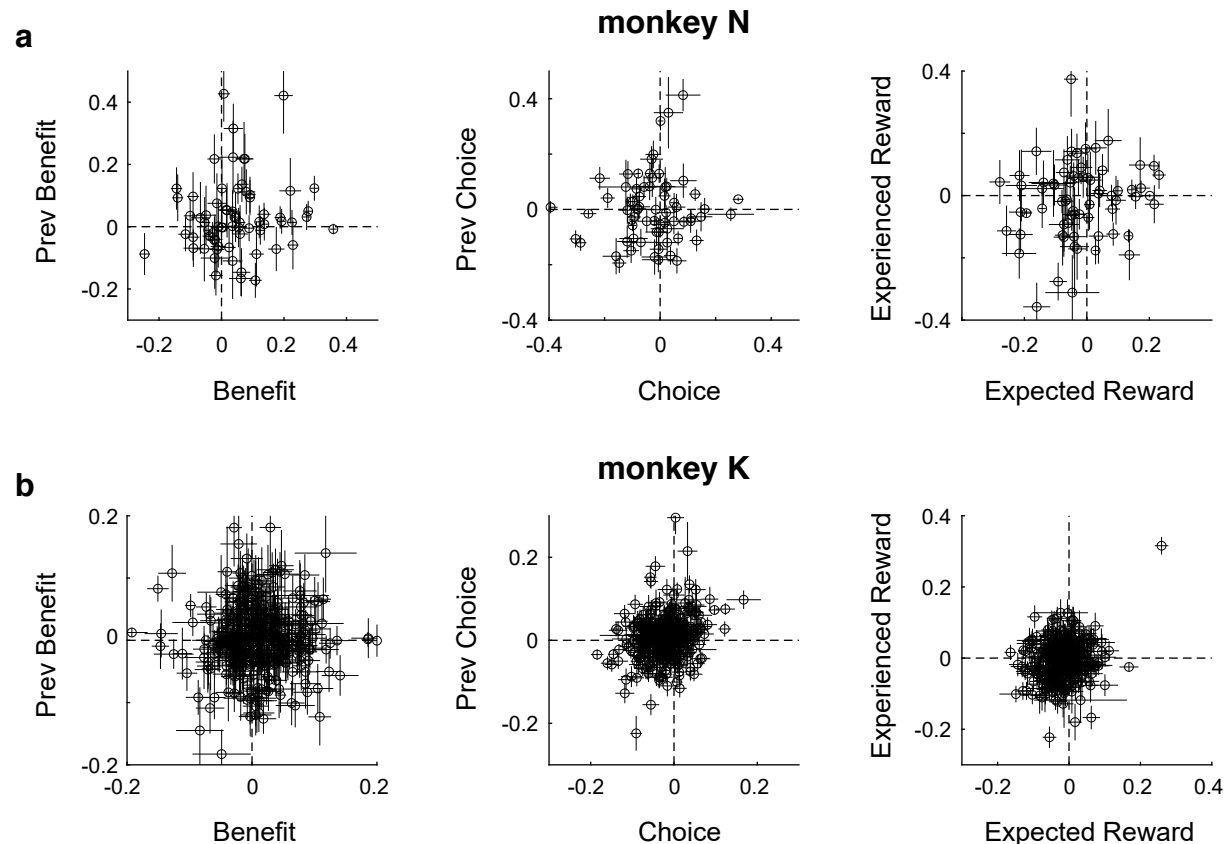 a
monkey N
Prev Benefit
0.4
0.2
0
-0.2
-0.2 0 0.2 0.4
Benefit
Prev Choice
0.4
0
-0.4
-0.4 0 0.4
Choice
Experienced Reward
0.4
0
-0.4
-0.2 0 0.2
Expected Reward
b
monkey K
Prev Benefit
0.2
0
-0.2
-0.2 0 0.2
Benefit
Prev Choice
0.2
0
-0.2
-0.2 0 0.2
Choice
Experienced Reward
0.4
0.2
0
-0.2
-0.2 0 0.2 0.4
Expected Reward